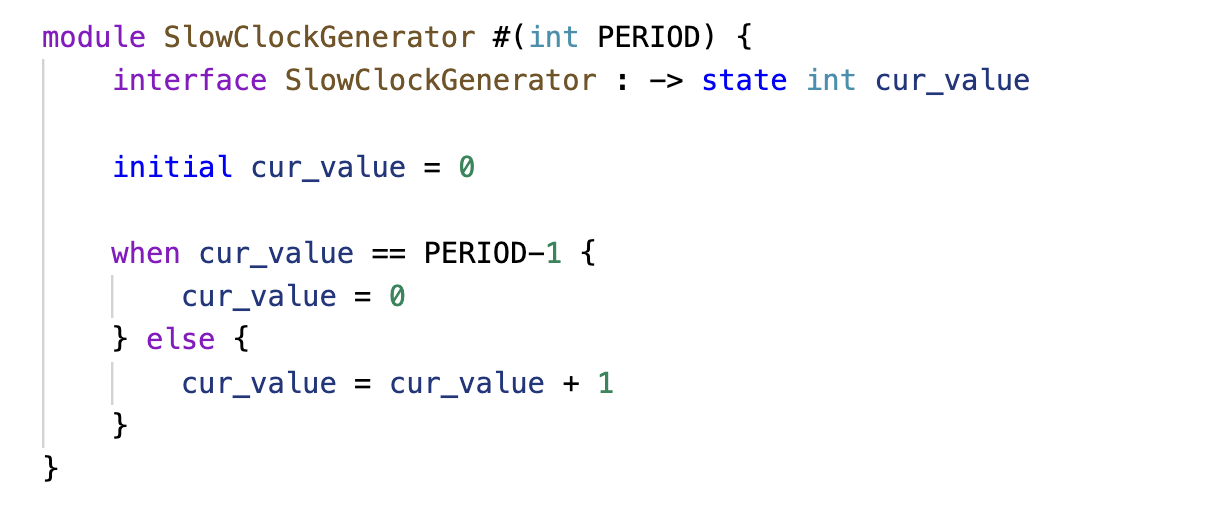 module SlowClockGenerator #(int PERIOD) {
    interface SlowClockGenerator : -> state int cur_value

    initial cur_value = 0

    when cur_value == PERIOD-1 {
        cur_value = 0
    } else {
        cur_value = cur_value + 1
    }
}